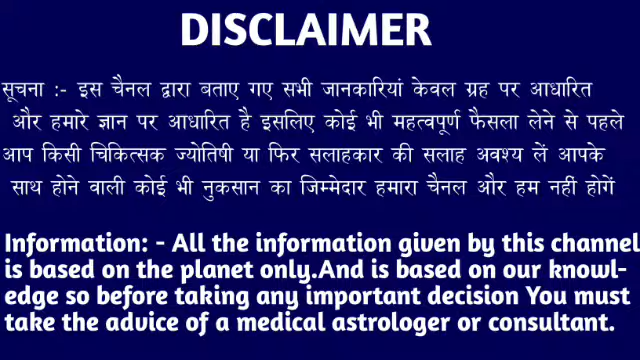 DISCLAIMER
सूचना :- इस चैनल द्वारा बताए गए सभी जानकारियां केवल ग्रह पर आधारित
और हमारे ज्ञान पर आधारित है इसलिए कोई भी महत्वपूर्ण फैसला लेने से पहले
आप किसी चिकित्सक ज्योतिषी या फिर सलाहकार की सलाह अवश्य लें आपके
साथ होने वाली कोई भी नुकसान का जिम्मेदार हमारा चैनल और हम नहीं होगें
Information: - All the information given by this channel
is based on the planet only.And is based on our knowl-
edge so before taking any important decision You must
take the advice of a medical astrologer or consultant.